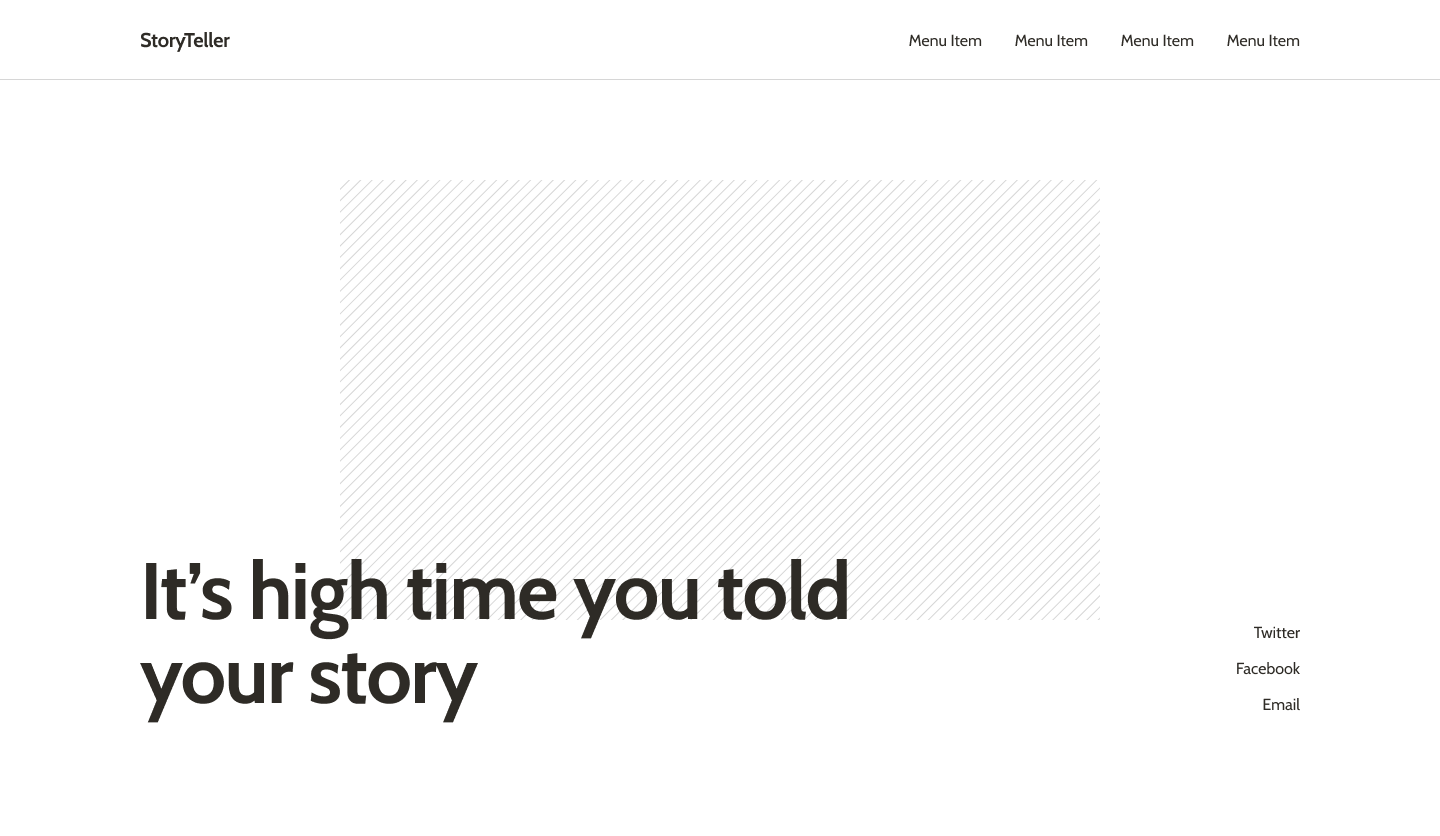 StoryTeller
Menu Item Menu Item Menu Item Menu Item
It’s high time you told
your story
Twitter
Facebook
Email